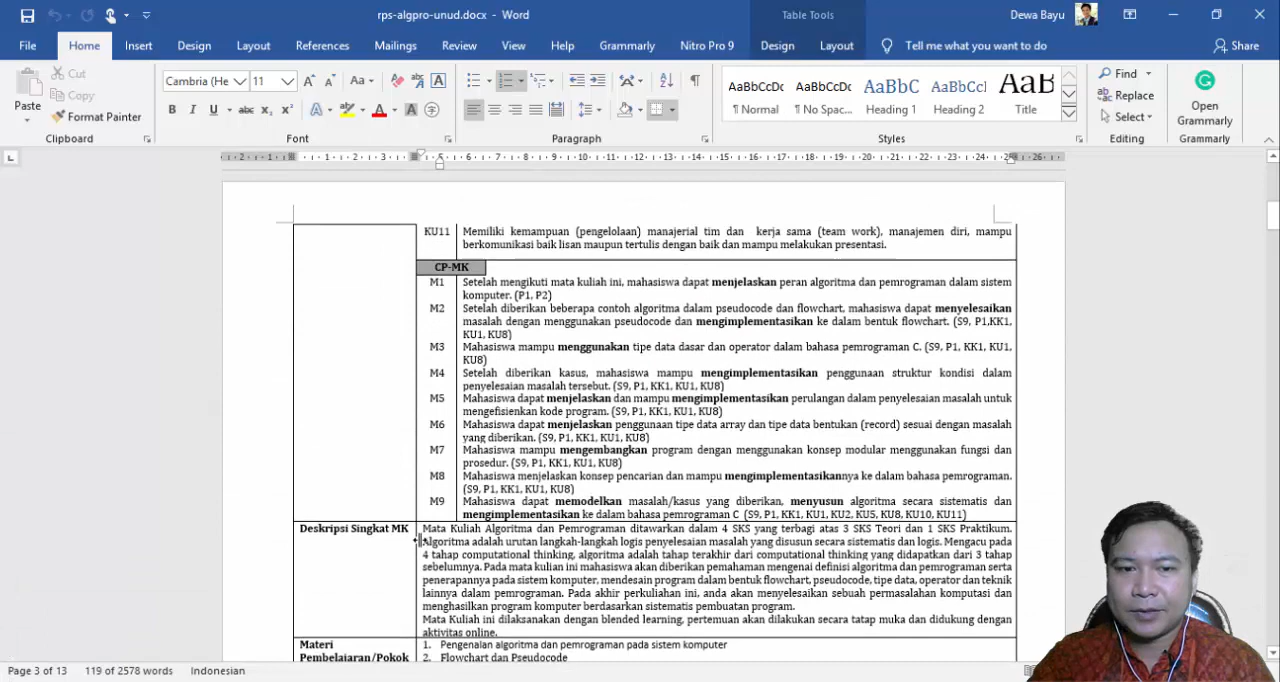 rps-algpro-unud.docx - Word
Table Tools
Dewa Bayu
File Home Insert Design Layout References Mailings Review View Help Grammarly Nitro Pro 9 Design Layout Tell me what you want to do Share
Paste
Cut
Copy
Format Painter
Clipboard
Cambria (He 11
Font
Paragraph
AaBbCcDc AaBbCcDc AaBbC AaBbCcl AaB
¶ Normal ¶ No Spac... Heading 1 Heading 2 Title
Styles
Find
Replace
Select
Editing
Open
Grammarly
Grammarly
KU11 Memiliki kemampuan (pengelolaan) manajerial tim dan kerja sama (team work), manajemen diri, mampu
berkomunikasi baik lisan maupun tertulis dengan baik dan mampu melakukan presentasi.
CP-MK
M1 Setelah mengikuti mata kuliah ini, mahasiswa dapat menjelaskan peran algoritma dan pemrograman dalam sistem
komputer. (P1, P2)
M2 Setelah diberikan beberapa contoh algoritma dalam pseudocode dan flowchart, mahasiswa dapat menyelesaikan
masalah dengan menggunakan pseudocode dan mengimplementasikan ke dalam bentuk flowchart. (S9, P1,KK1,
KU1, KU8)
M3 Mahasiswa mampu menggunakan tipe data dasar dan operator dalam bahasa pemrograman C. (S9, P1, KK1, KU1,
KU8)
M4 Setelah diberikan kasus, mahasiswa mampu mengimplementasikan penggunaan struktur kondisi dalam
penyelesaian masalah tersebut. (S9, P1, KK1, KU1, KU8)
M5 Mahasiswa dapat menjelaskan dan mampu mengimplementasikan perulangan dalam penyelesaian masalah untuk
mengefisienkan kode program. (S9, P1, KK1, KU1, KU8)
M6 Mahasiswa dapat menjelaskan penggunaan tipe data array dan tipe data bentukan (record) sesuai dengan masalah
yang diberikan. (S9, P1, KK1, KU1, KU8)
M7 Mahasiswa mampu mengembangkan program dengan menggunakan konsep modular menggunakan fungsi dan
prosedur. (S9, P1, KK1, KU1, KU8)
M8 Mahasiswa menjelaskan konsep pencarian dan mampu mengimplementasikannya ke dalam bahasa pemrograman.
(S9, P1, KK1, KU1, KU8)
M9 Mahasiswa dapat memodelkan masalah/kasus yang diberikan, menyusun algoritma secara sistematis dan
mengimplementasikan ke dalam bahasa pemrograman C (S9, P1, KK1, KU1, KU2, KU5, KU8, KU10, KU11)
Deskripsi Singkat MK Mata Kuliah Algoritma dan Pemrograman ditawarkan dalam 4 SKS yang terbagi atas 3 SKS Teori dan 1 SKS Praktikum.
Algoritma adalah urutan langkah-langkah logis penyelesaian masalah yang disusun secara sistematis dan logis. Mengacu pada
4 tahap computational thinking, algoritma adalah tahap terakhir dari computational thinking yang didapatkan dari 3 tahap
sebelumnya. Pada mata kulian ini mahasiswa akan diberikan pemahaman mengenai definisi algoritma dan pemrograman serta
penerapannya pada sistem komputer, mendesain program dalam bentuk flowchart, pseudocode, tipe data, operator dan teknik
lainnya dalam pemrograman. Pada akhir perkuliahan ini, anda akan menyelesaikan sebuah permasalahan komputasi dan
menghasilkan program komputer berdasarkan sistematis pembuatan program.
Mata Kuliah ini dilaksanakan dengan blended learning, pertemuan akan dilakukan secara tatap muka dan didukung dengan
aktivitas online.
Materi 1. Pengenalan algoritma dan pemrograman pada sistem komputer
Pembelajaran/Pokok 2. Flowchart dan Pseudocode
Page 3 of 13 119 of 2578 words Indonesian